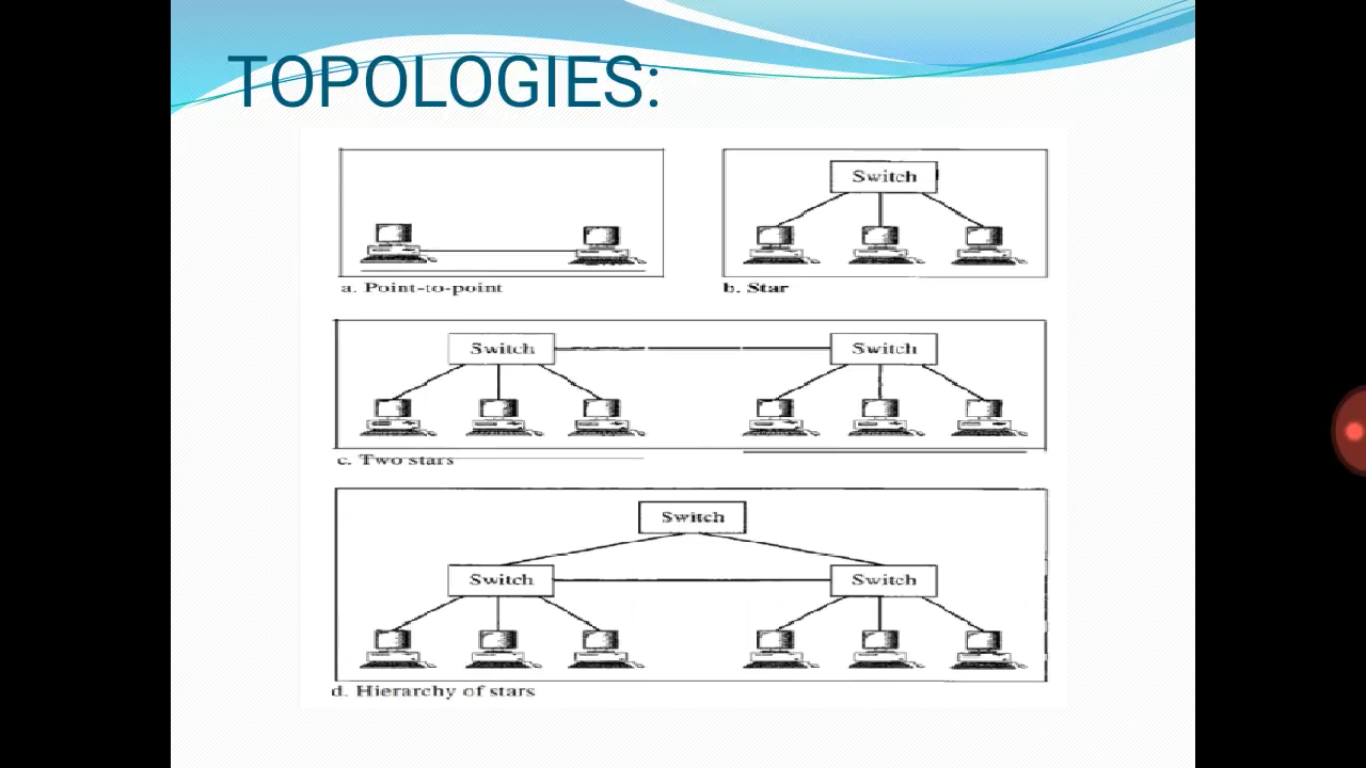 TOPOLOGIES:
Switch
a. Point-to-point
b. Star
Switch
Switch
c. Two stars
Switch
Switch
Switch
d. Hierarchy of stars